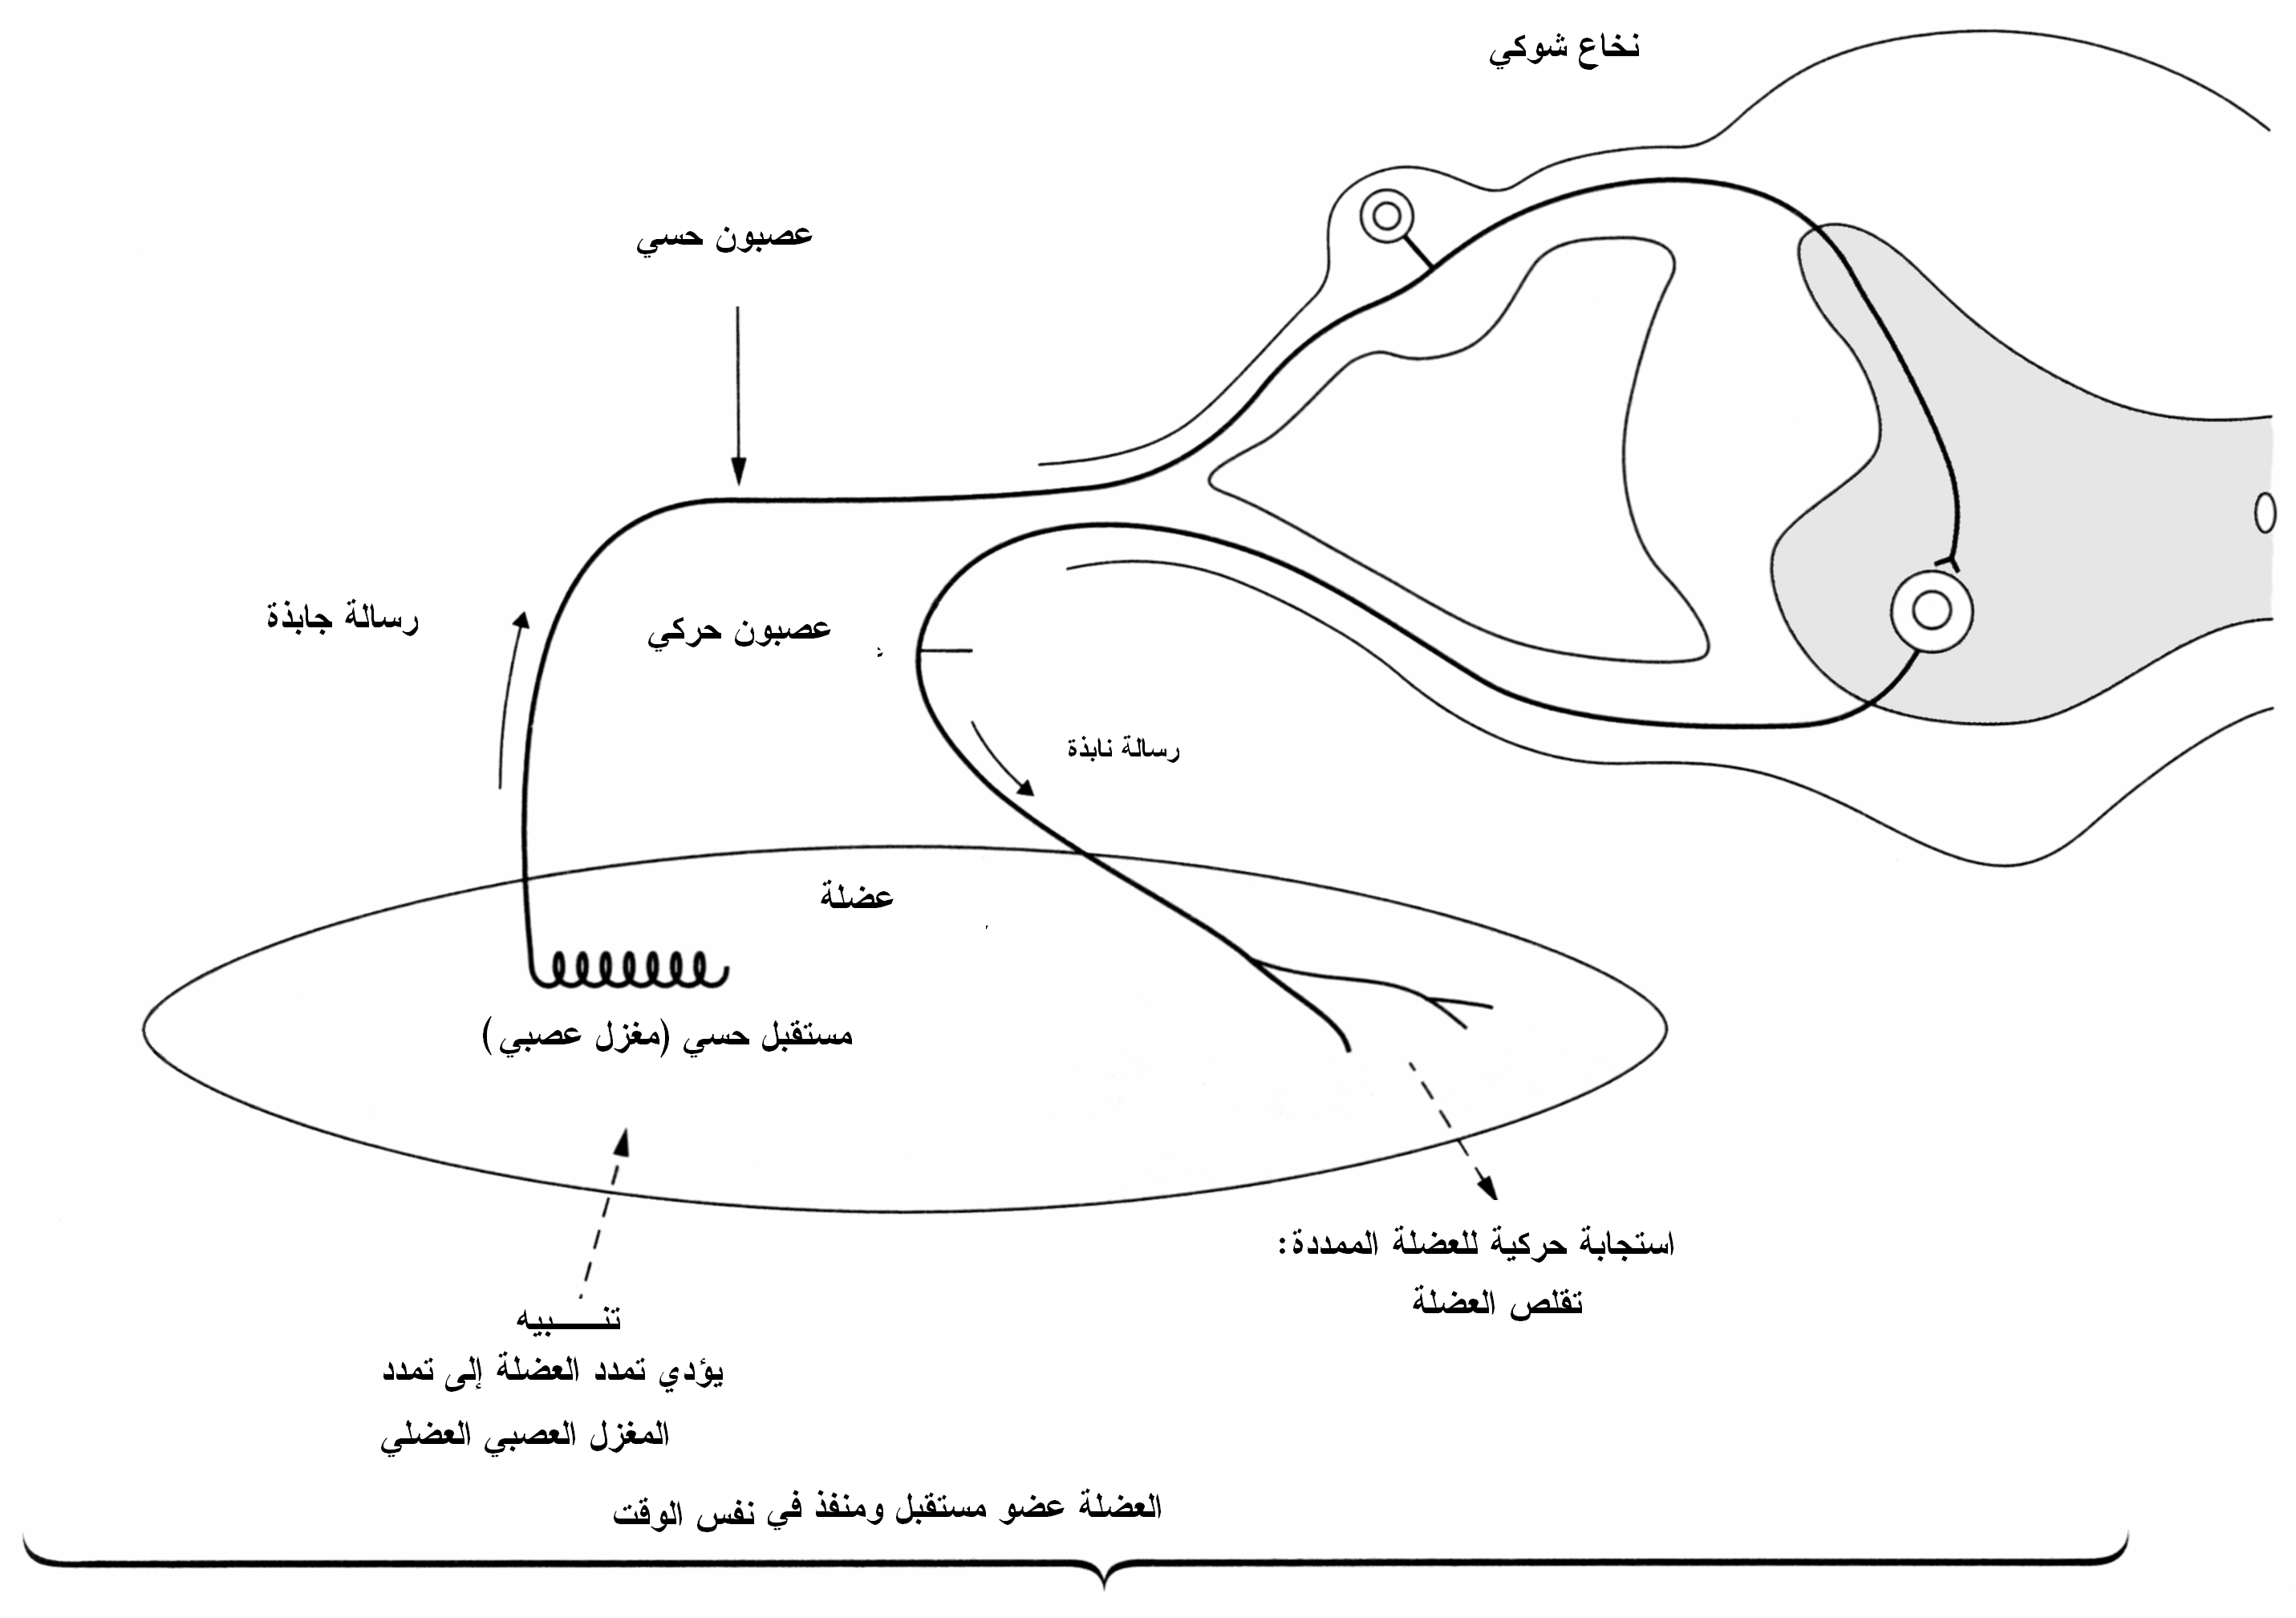 نخاع شوكي
عصبون حسي
رسالة جابذة
عصبون حركي
رسالة نابذة
عضلة
مستقبل حسي (مغزل عصبي)
استجابة حركية للعضلة الممددة:
تقلص العضلة
تنـــــبيه
يؤدي تمدد العضلة إلى تمدد
المغزل العصبي العضلي
العضلة عضو مستقبل ومنفذ في نفس الوقت